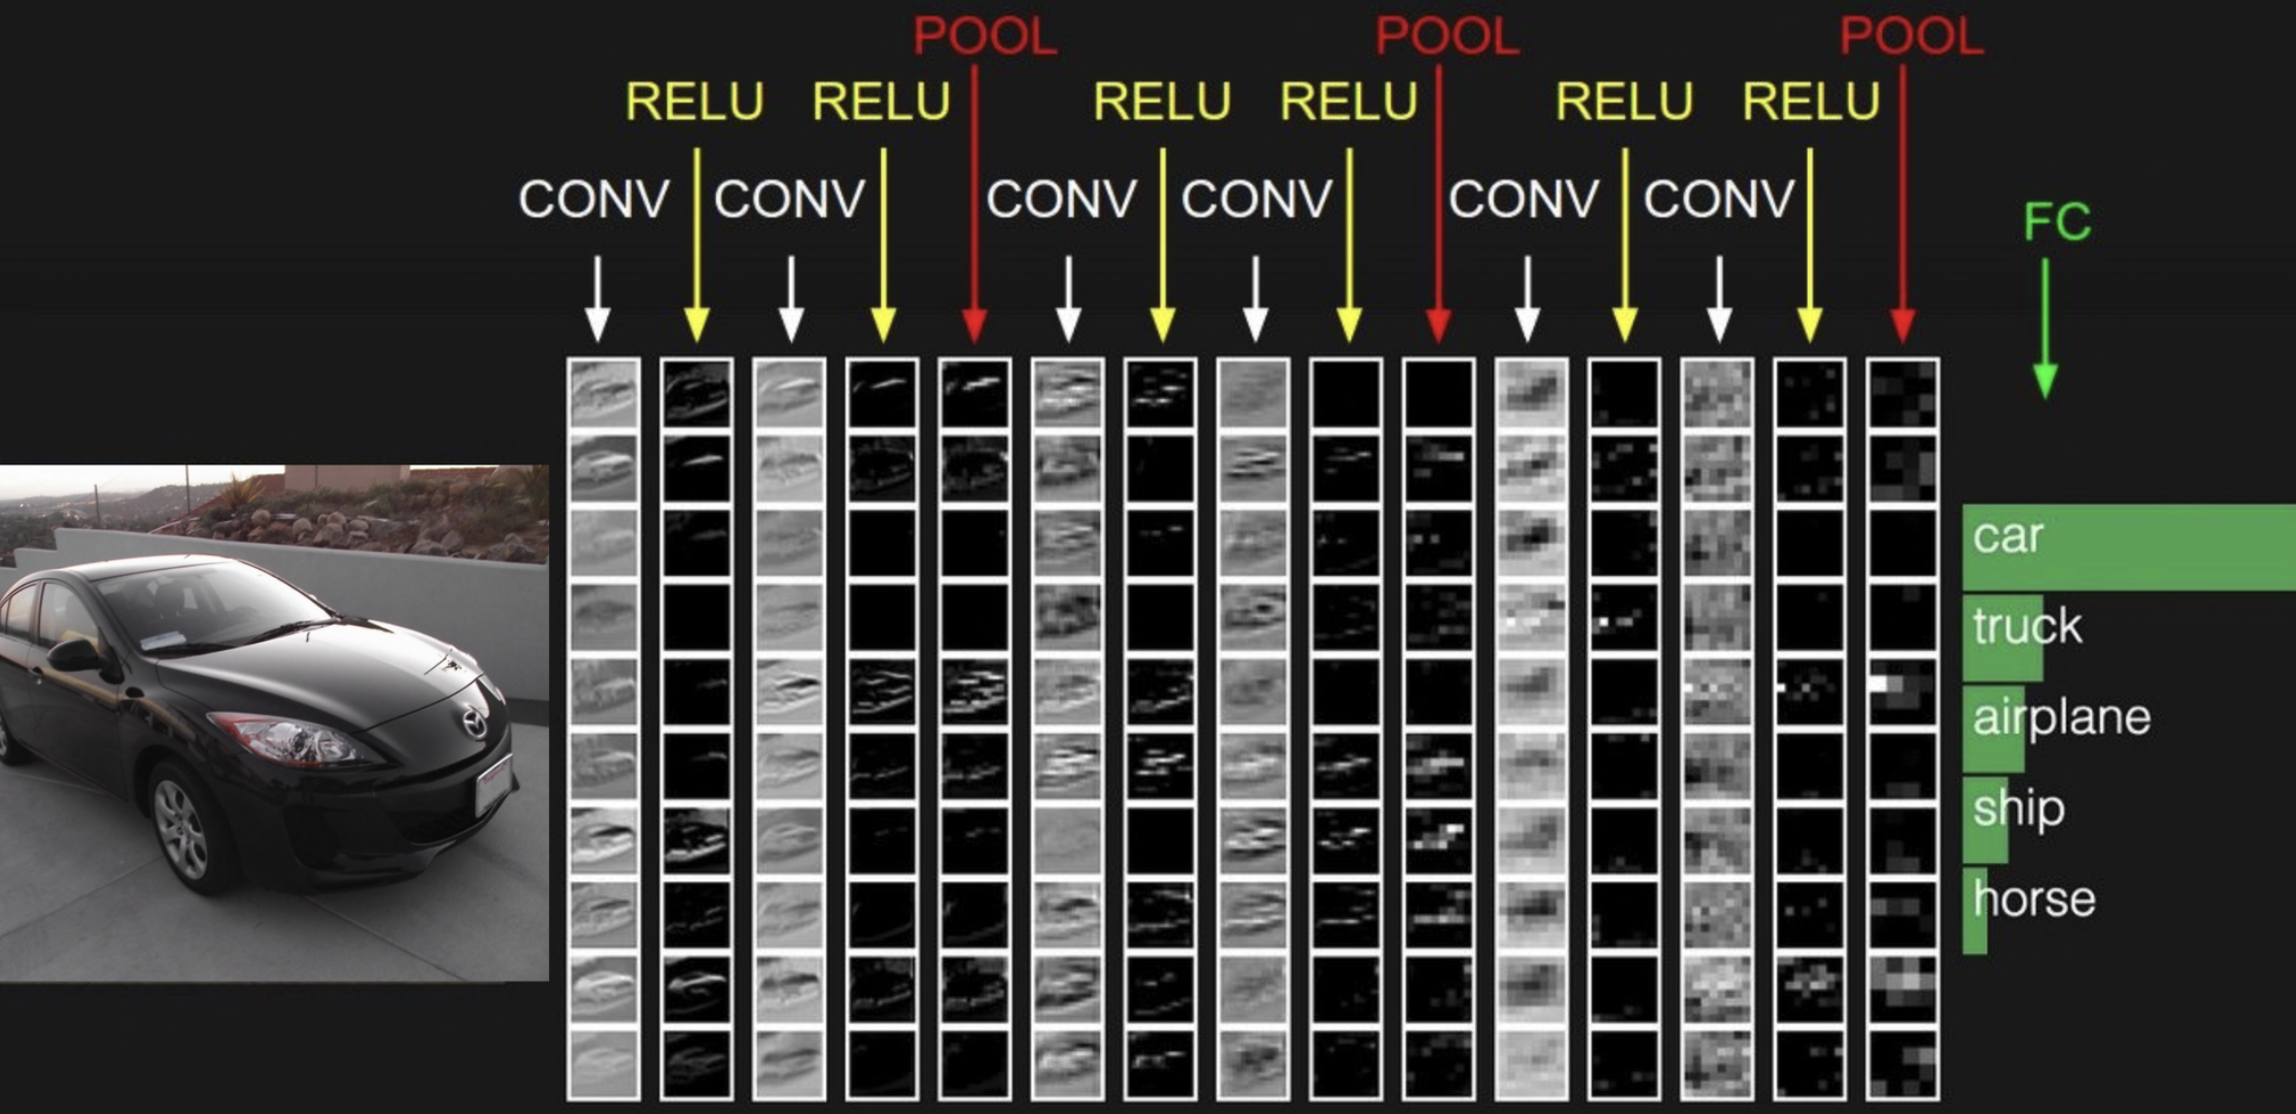 POOL POOL POOL
RELU RELU RELU RELU RELU RELU
CONV CONV CONV CONV CONV CONV
FC
car
truck
airplane
ship
horse